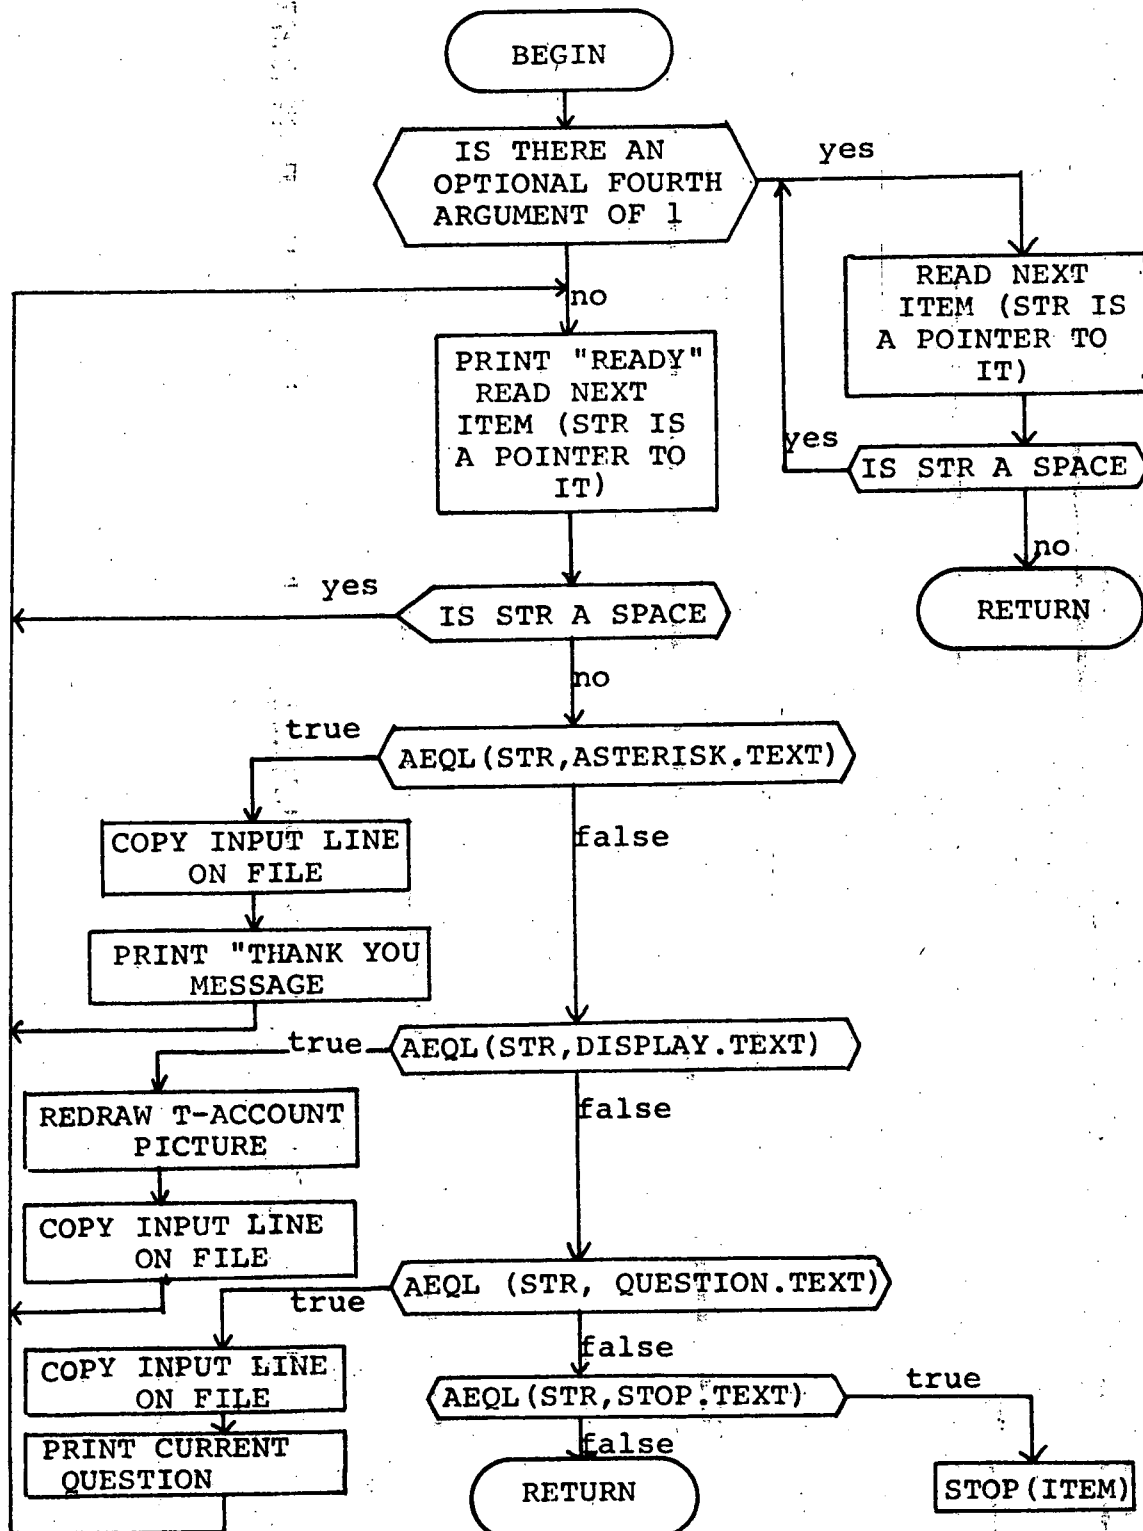 BEGIN
IS THERE AN
OPTIONAL FOURTH
ARGUMENT OF 1
yes
no
READ NEXT
ITEM (STR IS
A POINTER TO
IT)
yes
IS STR A SPACE
no
RETURN
PRINT "READY"
READ NEXT
ITEM (STR IS
A POINTER TO
IT)
yes
IS STR A SPACE
no
true
AEQL(STR,ASTERISK.TEXT)
false
COPY INPUT LINE
ON FILE
PRINT "THANK YOU
MESSAGE
true
AEQL(STR,DISPLAY.TEXT)
false
REDRAW T-ACCOUNT
PICTURE
COPY INPUT LINE
ON FILE
true
AEQL (STR, QUESTION.TEXT)
false
COPY INPUT LINE
ON FILE
PRINT CURRENT
QUESTION
AEQL(STR,STOP.TEXT)
true
false
RETURN
STOP(ITEM)